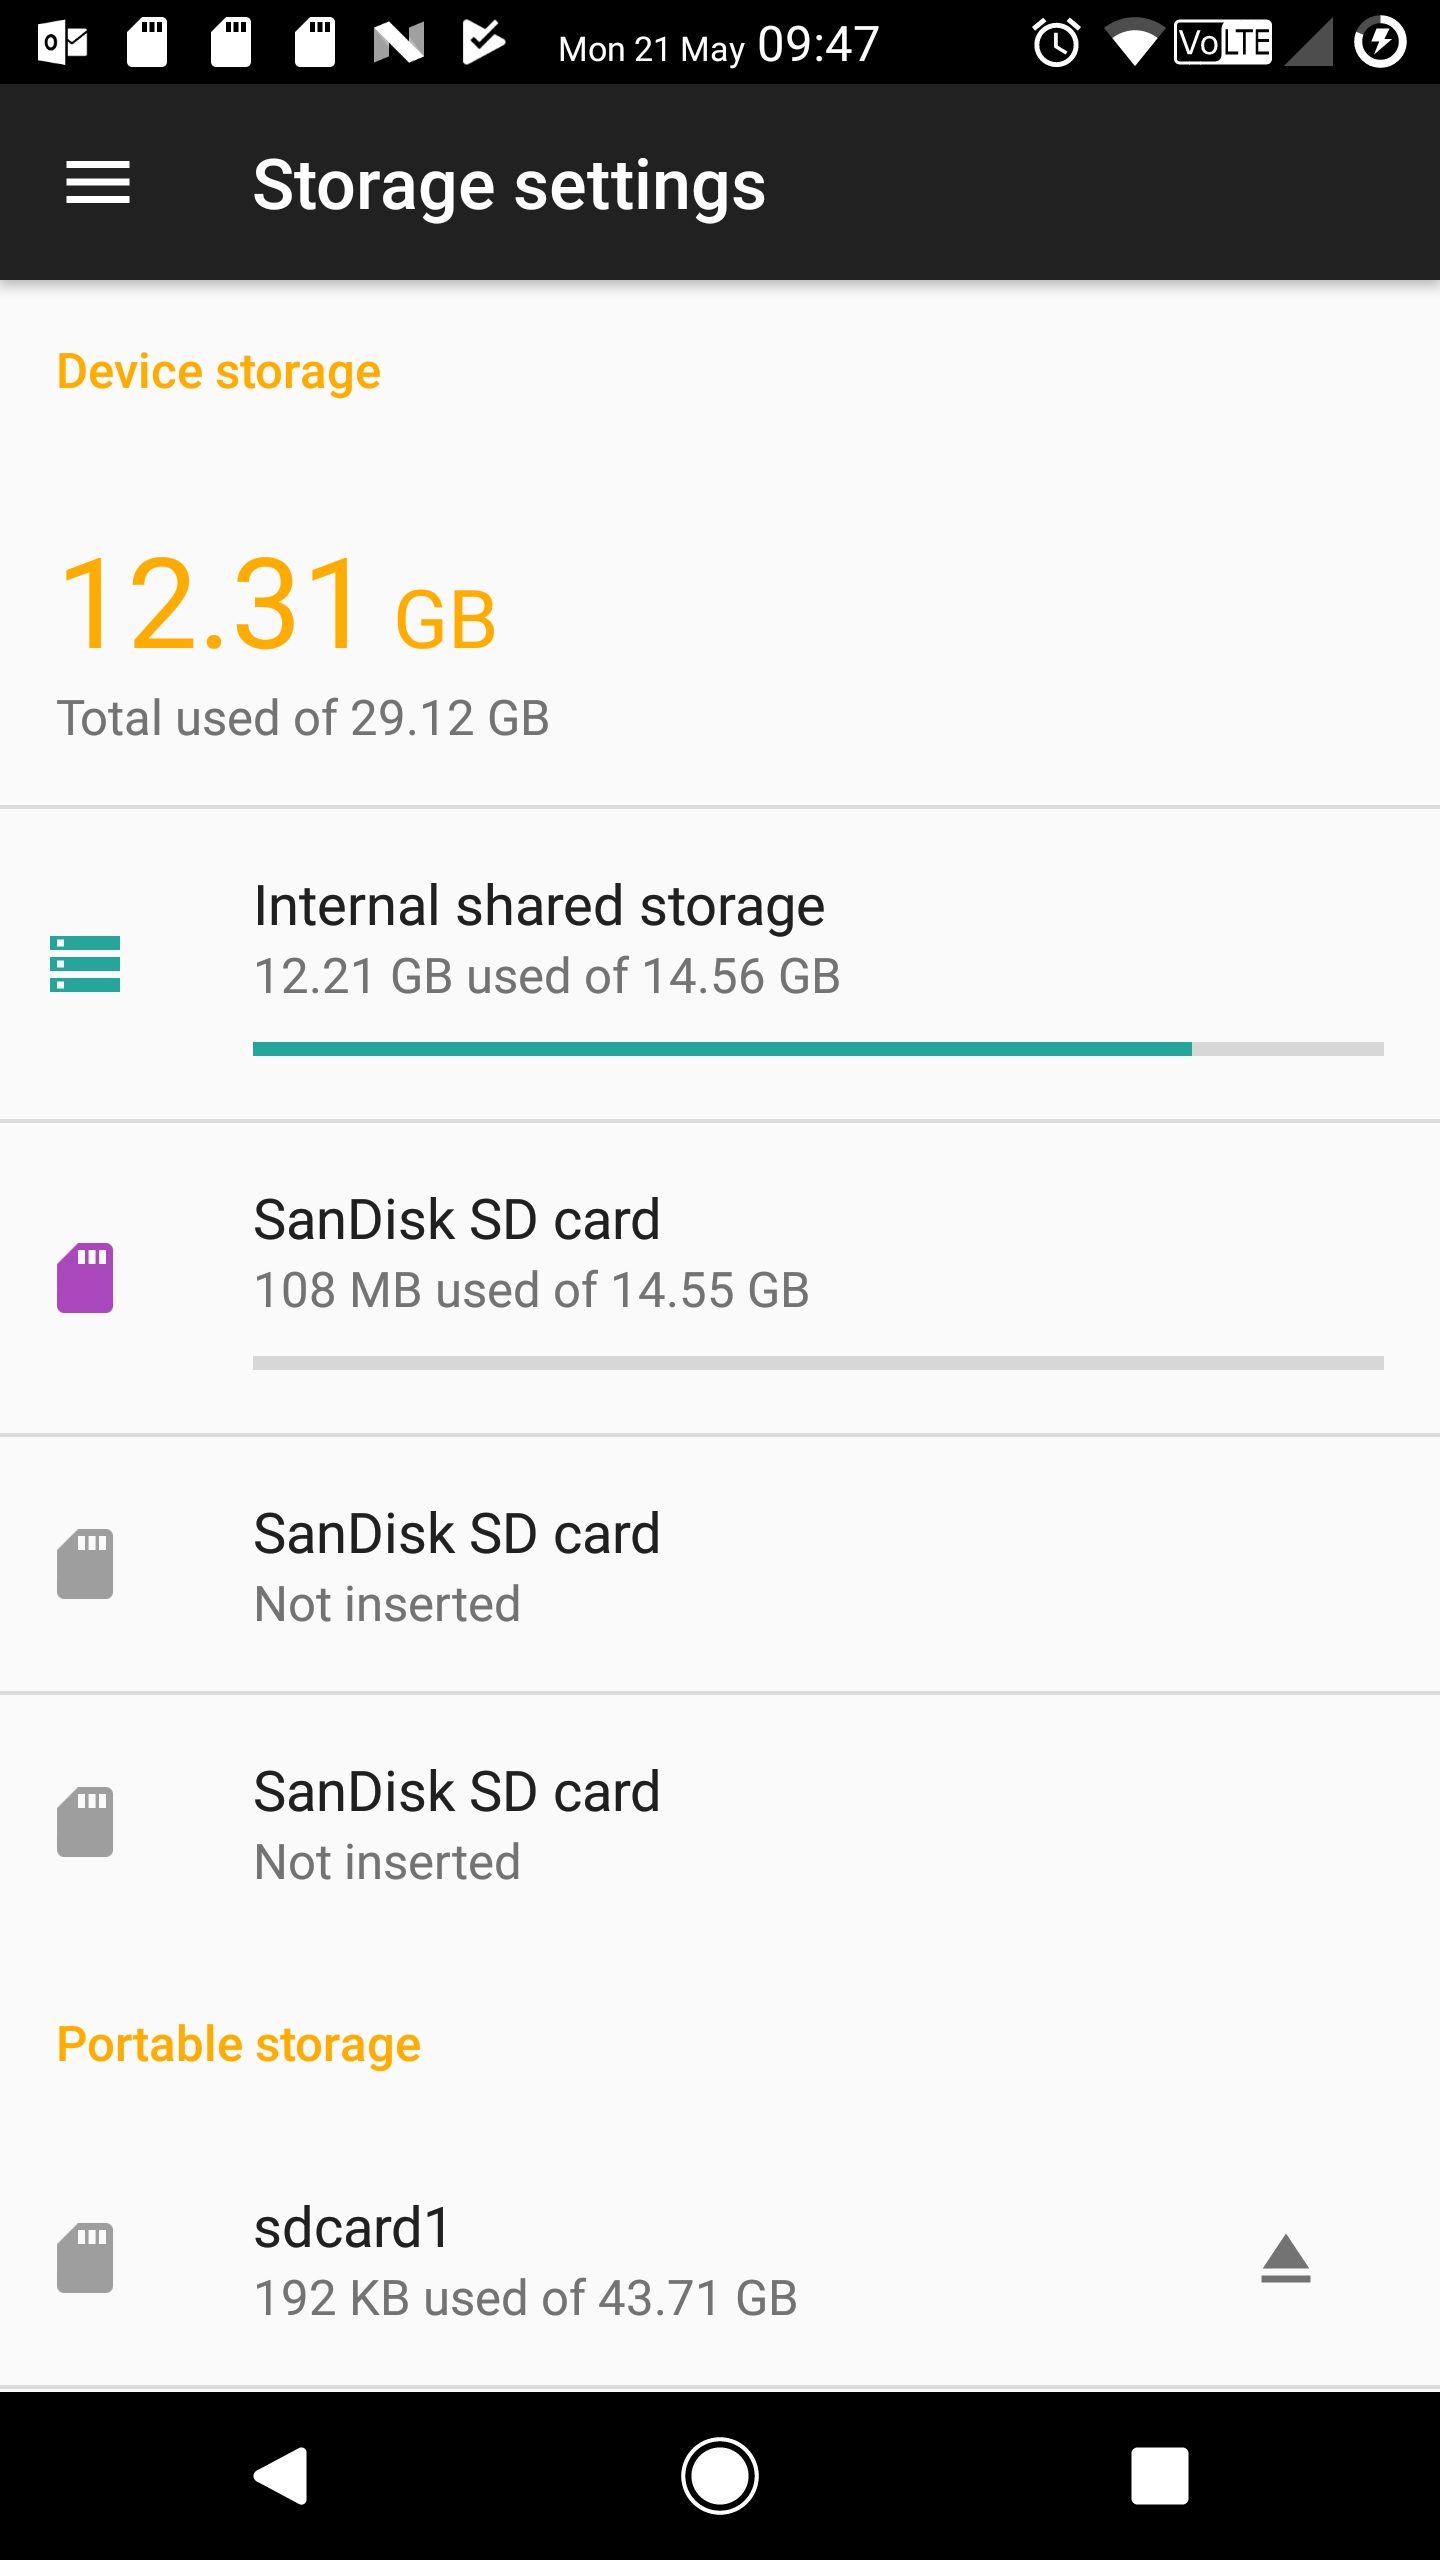 Mon 21 May 09:47
VoLTE
Storage settings
Device storage
12.31 GB
Total used of 29.12 GB
Internal shared storage
12.21 GB used of 14.56 GB
SanDisk SD card
108 MB used of 14.55 GB
SanDisk SD card
Not inserted
SanDisk SD card
Not inserted
Portable storage
sdcard1
192 KB used of 43.71 GB